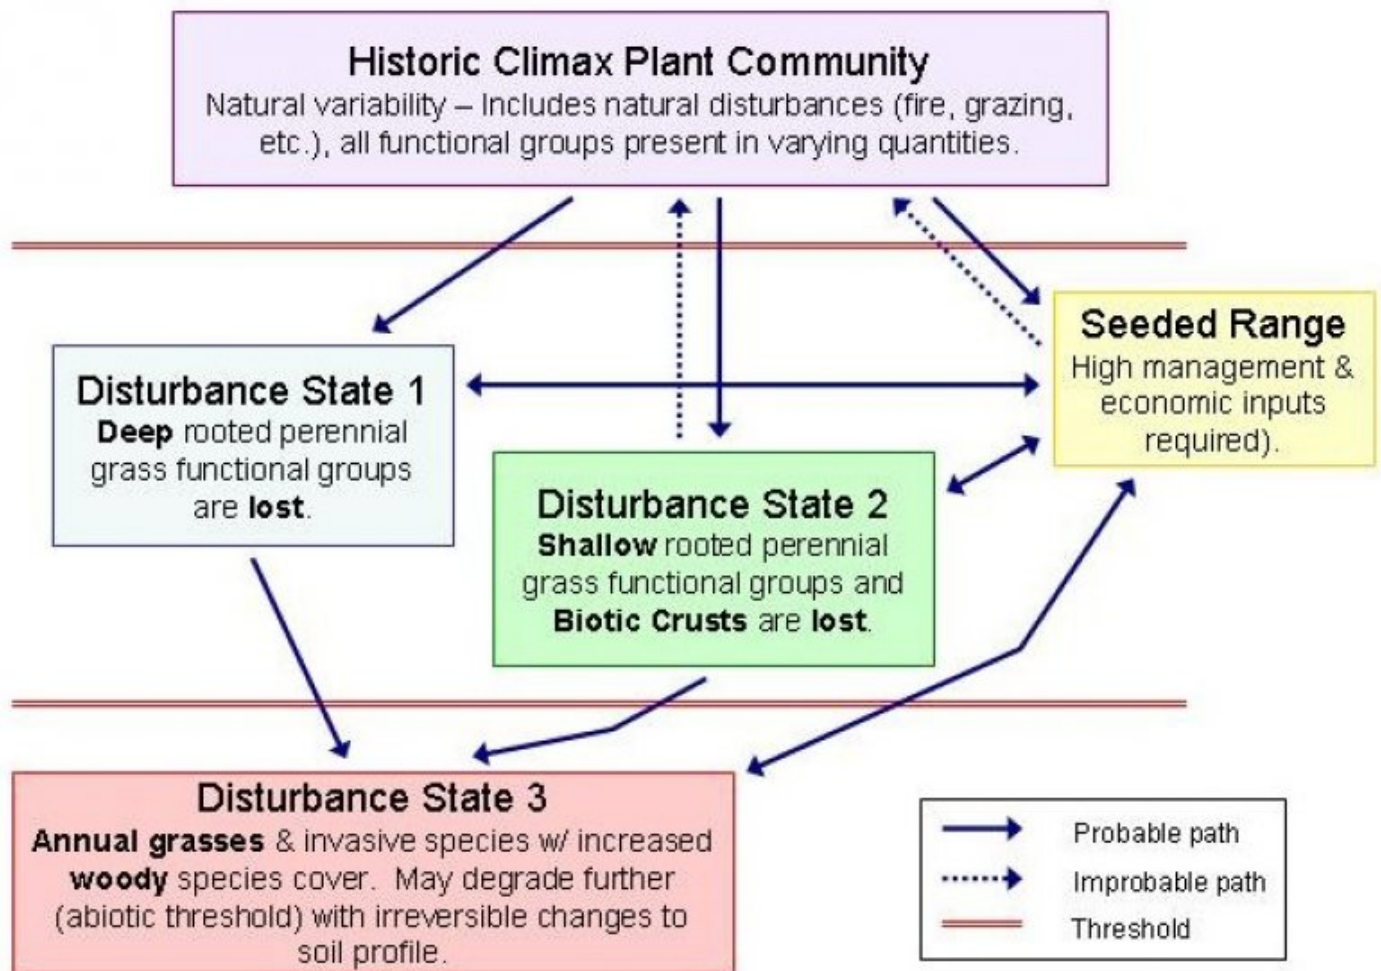 Historic Climax Plant Community
Natural variability – Includes natural disturbances (fire, grazing,
etc.), all functional groups present in varying quantities.
Seeded Range
High management &
economic inputs
required).
Disturbance State 1
Deep rooted perennial
grass functional groups
are lost.
Disturbance State 2
Shallow rooted perennial
grass functional groups and
Biotic Crusts are lost.
Disturbance State 3
Annual grasses & invasive species w/ increased
woody species cover. May degrade further
(abiotic threshold) with irreversible changes to
soil profile.
Probable path
Improbable path
Threshold